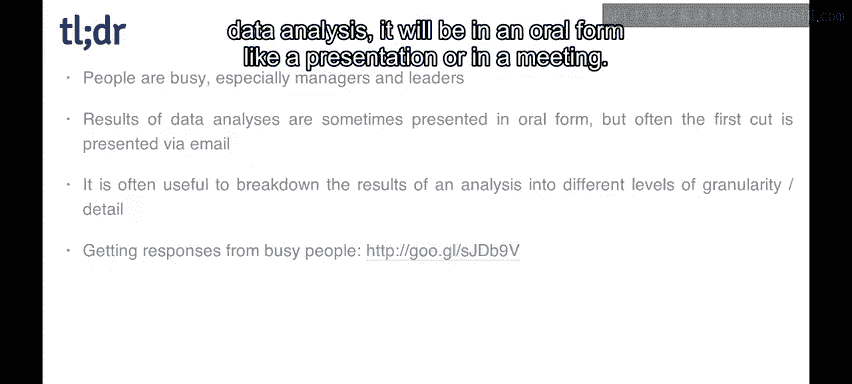 tl;dr
data analysis, it will be in an oral form
like a presentation or in a meeting.
· People are busy, especially managers and leaders
· Results of data analyses are sometimes presented in oral form, but often the first cut is
presented via email
· It is often useful to breakdown the results of an analysis into different levels of granularity /
detail
· Getting responses from busy people: http://goo.gl/sJDb9V